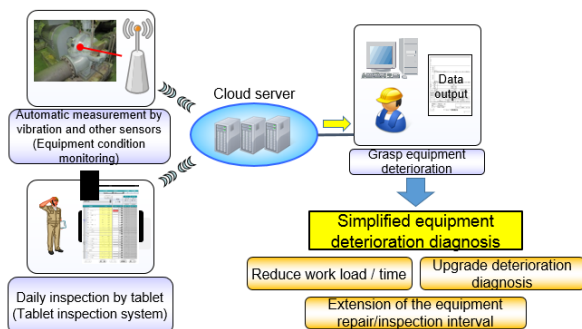 Automatic measurement by
vibration and other sensors
(Equipment condition
monitoring)
Daily inspection by tablet
(Tablet inspection system)
Cloud server
Data
output
Grasp equipment
deterioration
Simplified equipment
deterioration diagnosis
Reduce work load / time
Upgrade deterioration
diagnosis
Extension of the equipment
repair/inspection interval